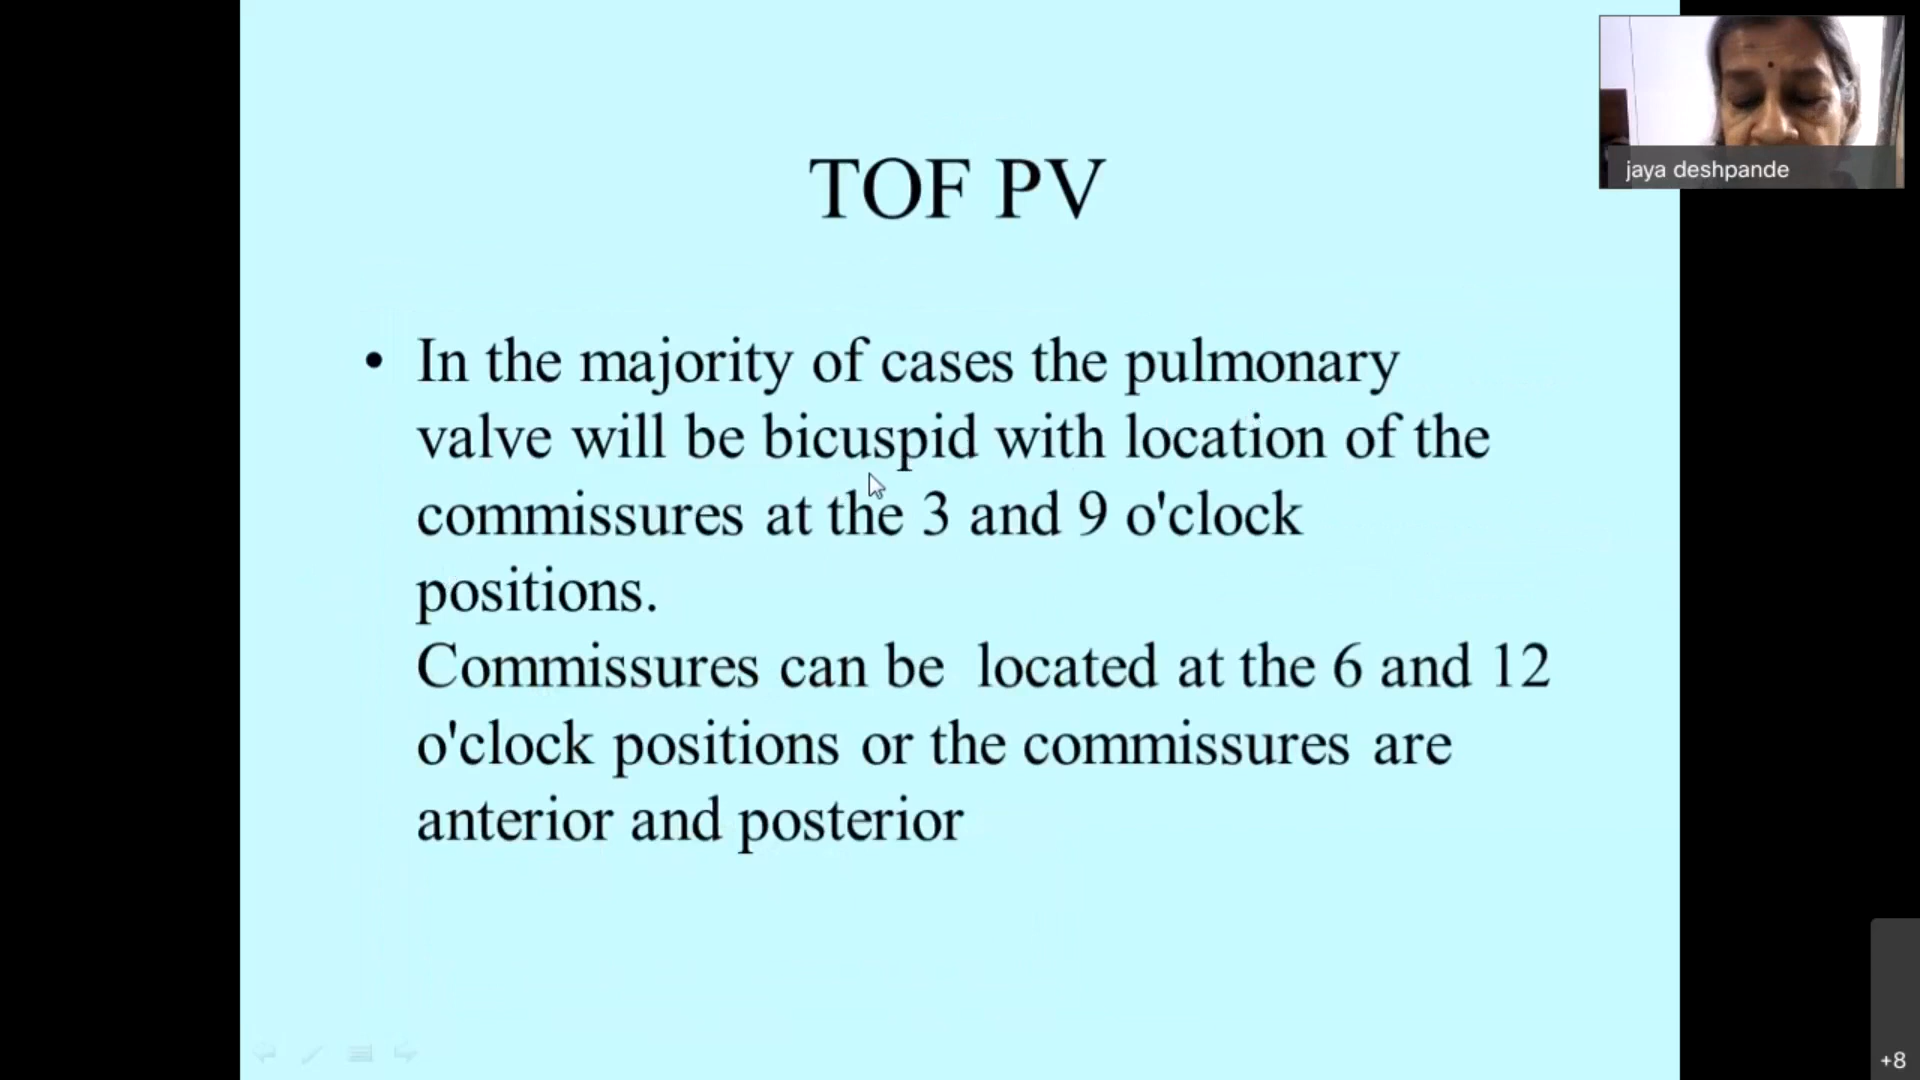 TOF PV
• In the majority of cases the pulmonary
valve will be bicuspid with location of the
commissures at the 3 and 9 o'clock
positions.
Commissures can be  located at the 6 and 12
o'clock positions or the commissures are
anterior and posterior
jaya deshpande
+8